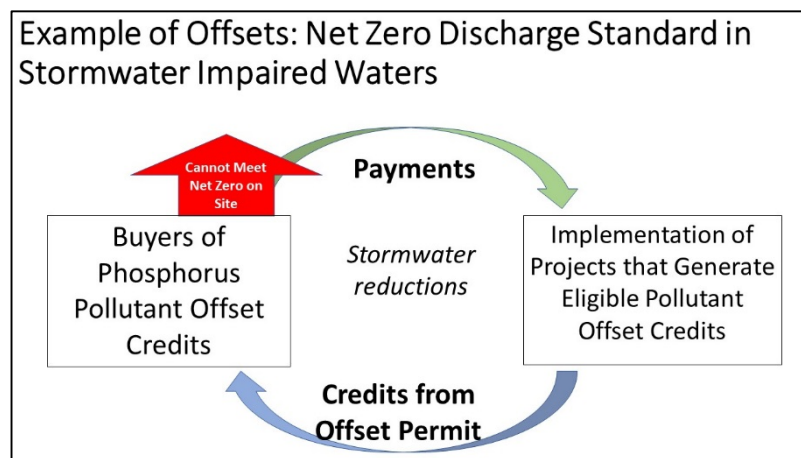 Example of Offsets: Net Zero Discharge Standard in
Stormwater Impaired Waters
Cannot Meet
Net Zero on
Site
Payments
Buyers of
Phosphorus
Pollutant Offset
Credits
Stormwater
reductions
Implementation of
Projects that Generate
Eligible Pollutant
Offset Credits
Credits from
Offset Permit